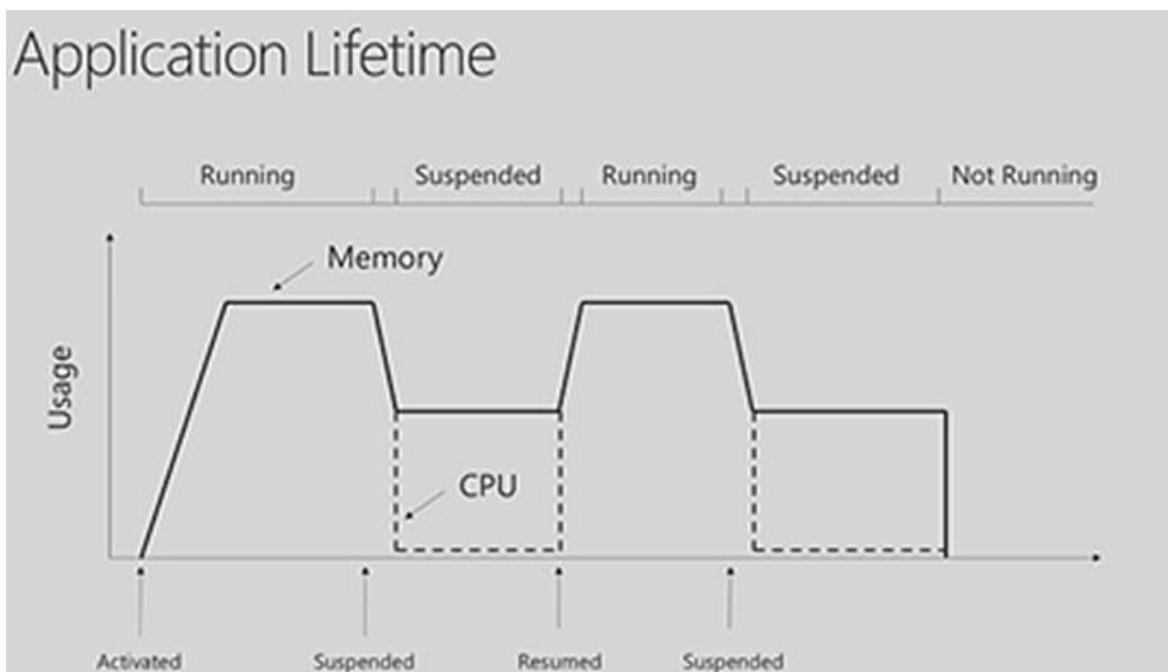 Application Lifetime
Running Suspended Running Suspended Not Running
Memory
Usage
CPU
Activated Suspended Resumed Suspended